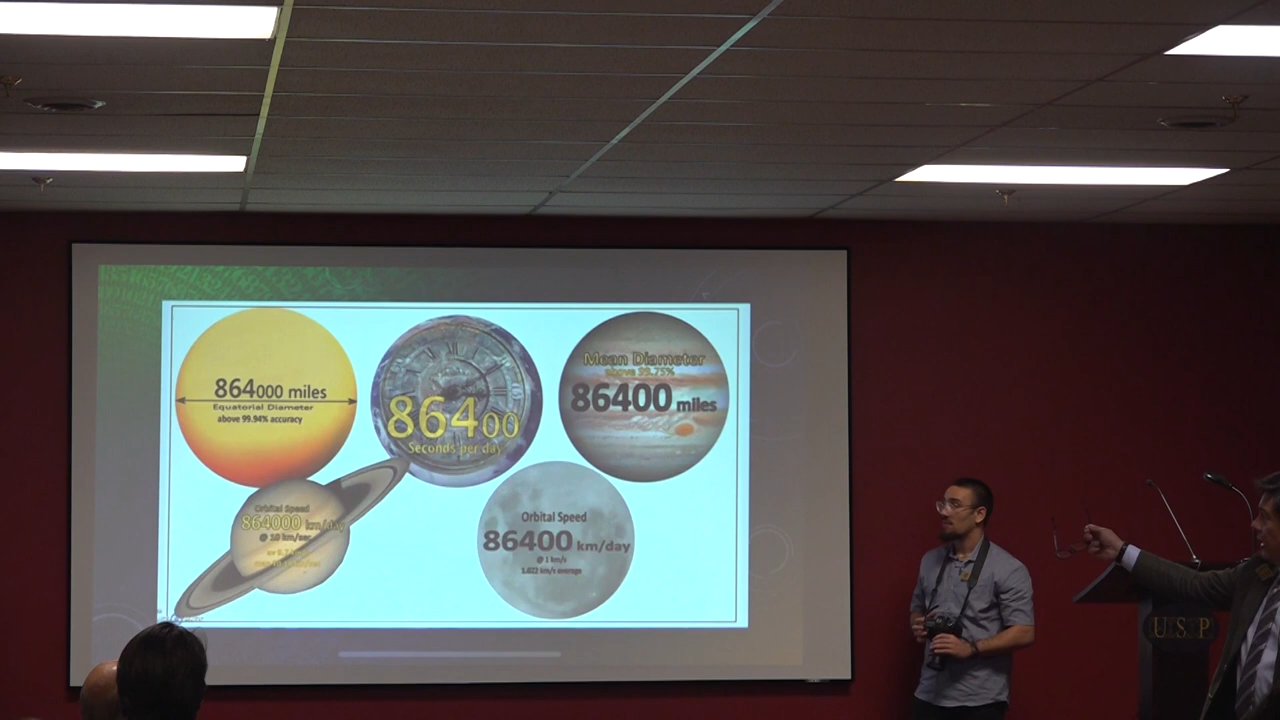 864000 miles
Equatorial Diameter
above 99.94% accuracy
86400
Seconds per day
Mean Diameter
above 99.75%
86400 miles
Orbital Speed
864000 km/day
@ 10 km/sec
Orbital Speed
86400 km/day
@ 1 km/s
1.022 km/s average
USP